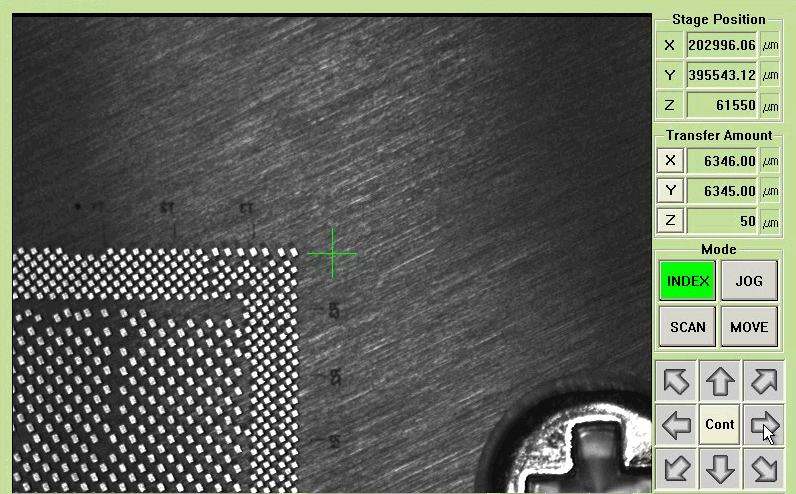 Stage Position
X 202996.06 µm
Y 395543.12 µm
Z 61550 µm
Transfer Amount
X 6346.00 µm
Y 6345.00 µm
Z 50 µm
Mode
INDEX JOG
SCAN MOVE
Cont